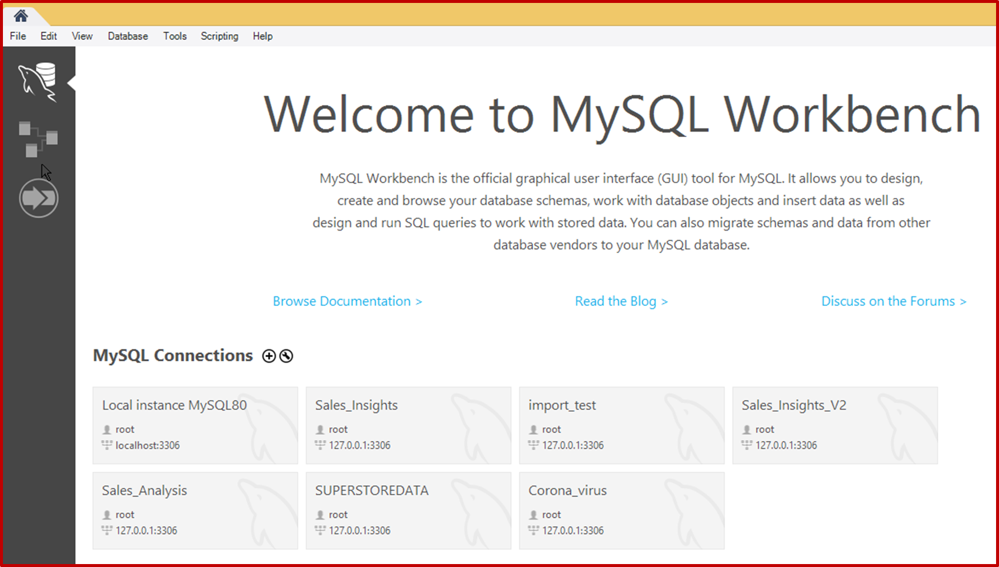 File Edit View Database Tools Scripting Help
Welcome to MySQL Workbench
MySQL Workbench is the official graphical user interface (GUI) tool for MySQL. It allows you to design,
create and browse your database schemas, work with database objects and insert data as well as
design and run SQL queries to work with stored data. You can also migrate schemas and data from other
database vendors to your MySQL database.
Browse Documentation > Read the Blog > Discuss on the Forums >
MySQL Connections
Local instance MySQL80
root
localhost:3306
Sales_Insights
root
127.0.0.1:3306
import_test
root
127.0.0.1:3306
Sales_Insights_V2
root
127.0.0.1:3306
Sales_Analysis
root
127.0.0.1:3306
SUPERSTOREDATA
root
127.0.0.1:3306
Corona_virus
root
127.0.0.1:3306